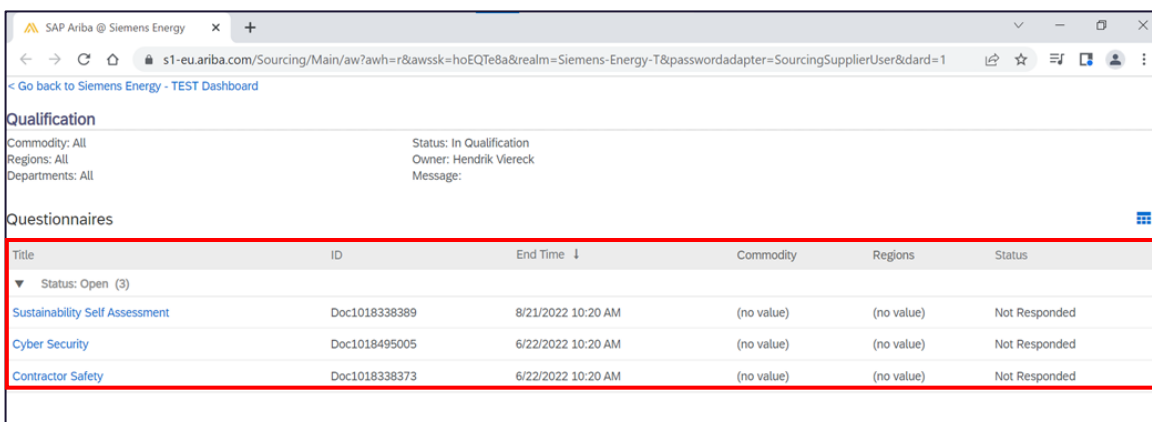 SAP Ariba @ Siemens Energy
s1-eu.ariba.com/Sourcing/Main/aw?awh=r&awssk=hoEQTe8a&realm=Siemens-Energy-T&passwordadapter=SourcingSupplierUser&dard=1
< Go back to Siemens Energy - TEST Dashboard
Qualification
Commodity: All Status: In Qualification
Regions: All Owner: Hendrik Viereck
Departments: All Message:
Questionnaires
Title ID End Time ↓ Commodity Regions Status
▼ Status: Open (3)
Sustainability Self Assessment Doc1018338389 8/21/2022 10:20 AM (no value) (no value) Not Responded
Cyber Security Doc1018495005 6/22/2022 10:20 AM (no value) (no value) Not Responded
Contractor Safety Doc1018338373 6/22/2022 10:20 AM (no value) (no value) Not Responded